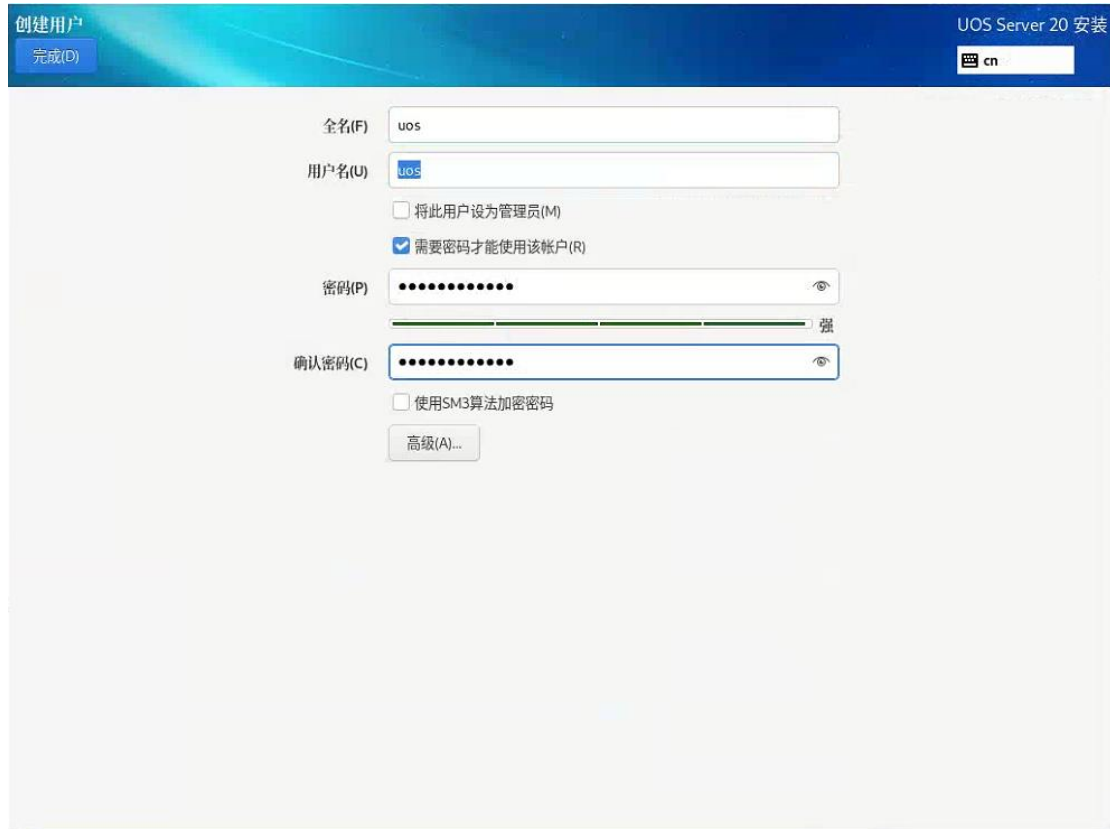 创建用户
UOS Server 20 安装
完成(D)
cn
全名(F)
uos
用户名(U)
uos
将此用户设为管理员(M)
需要密码才能使用该帐户(R)
密码(P)
●●●●●●●●●●●●
强
确认密码(C)
●●●●●●●●●●●●
使用SM3算法加密密码
高级(A)...